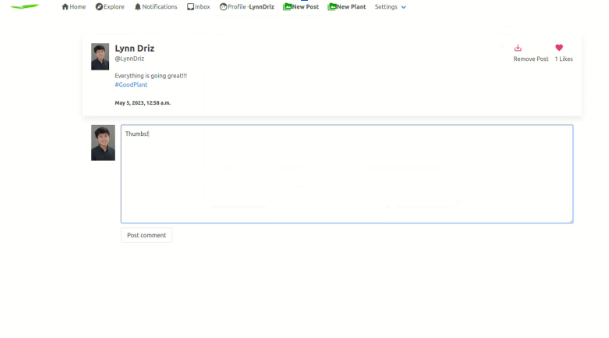 Home Explore Notifications Inbox Profile-LynnDriz New Post New Plant Settings
Lynn Driz
@LynnDriz
Remove Post 1 Likes
Everything is going great!!!
#GoodPlant
May 5, 2023, 12:58 a.m.
Post comment